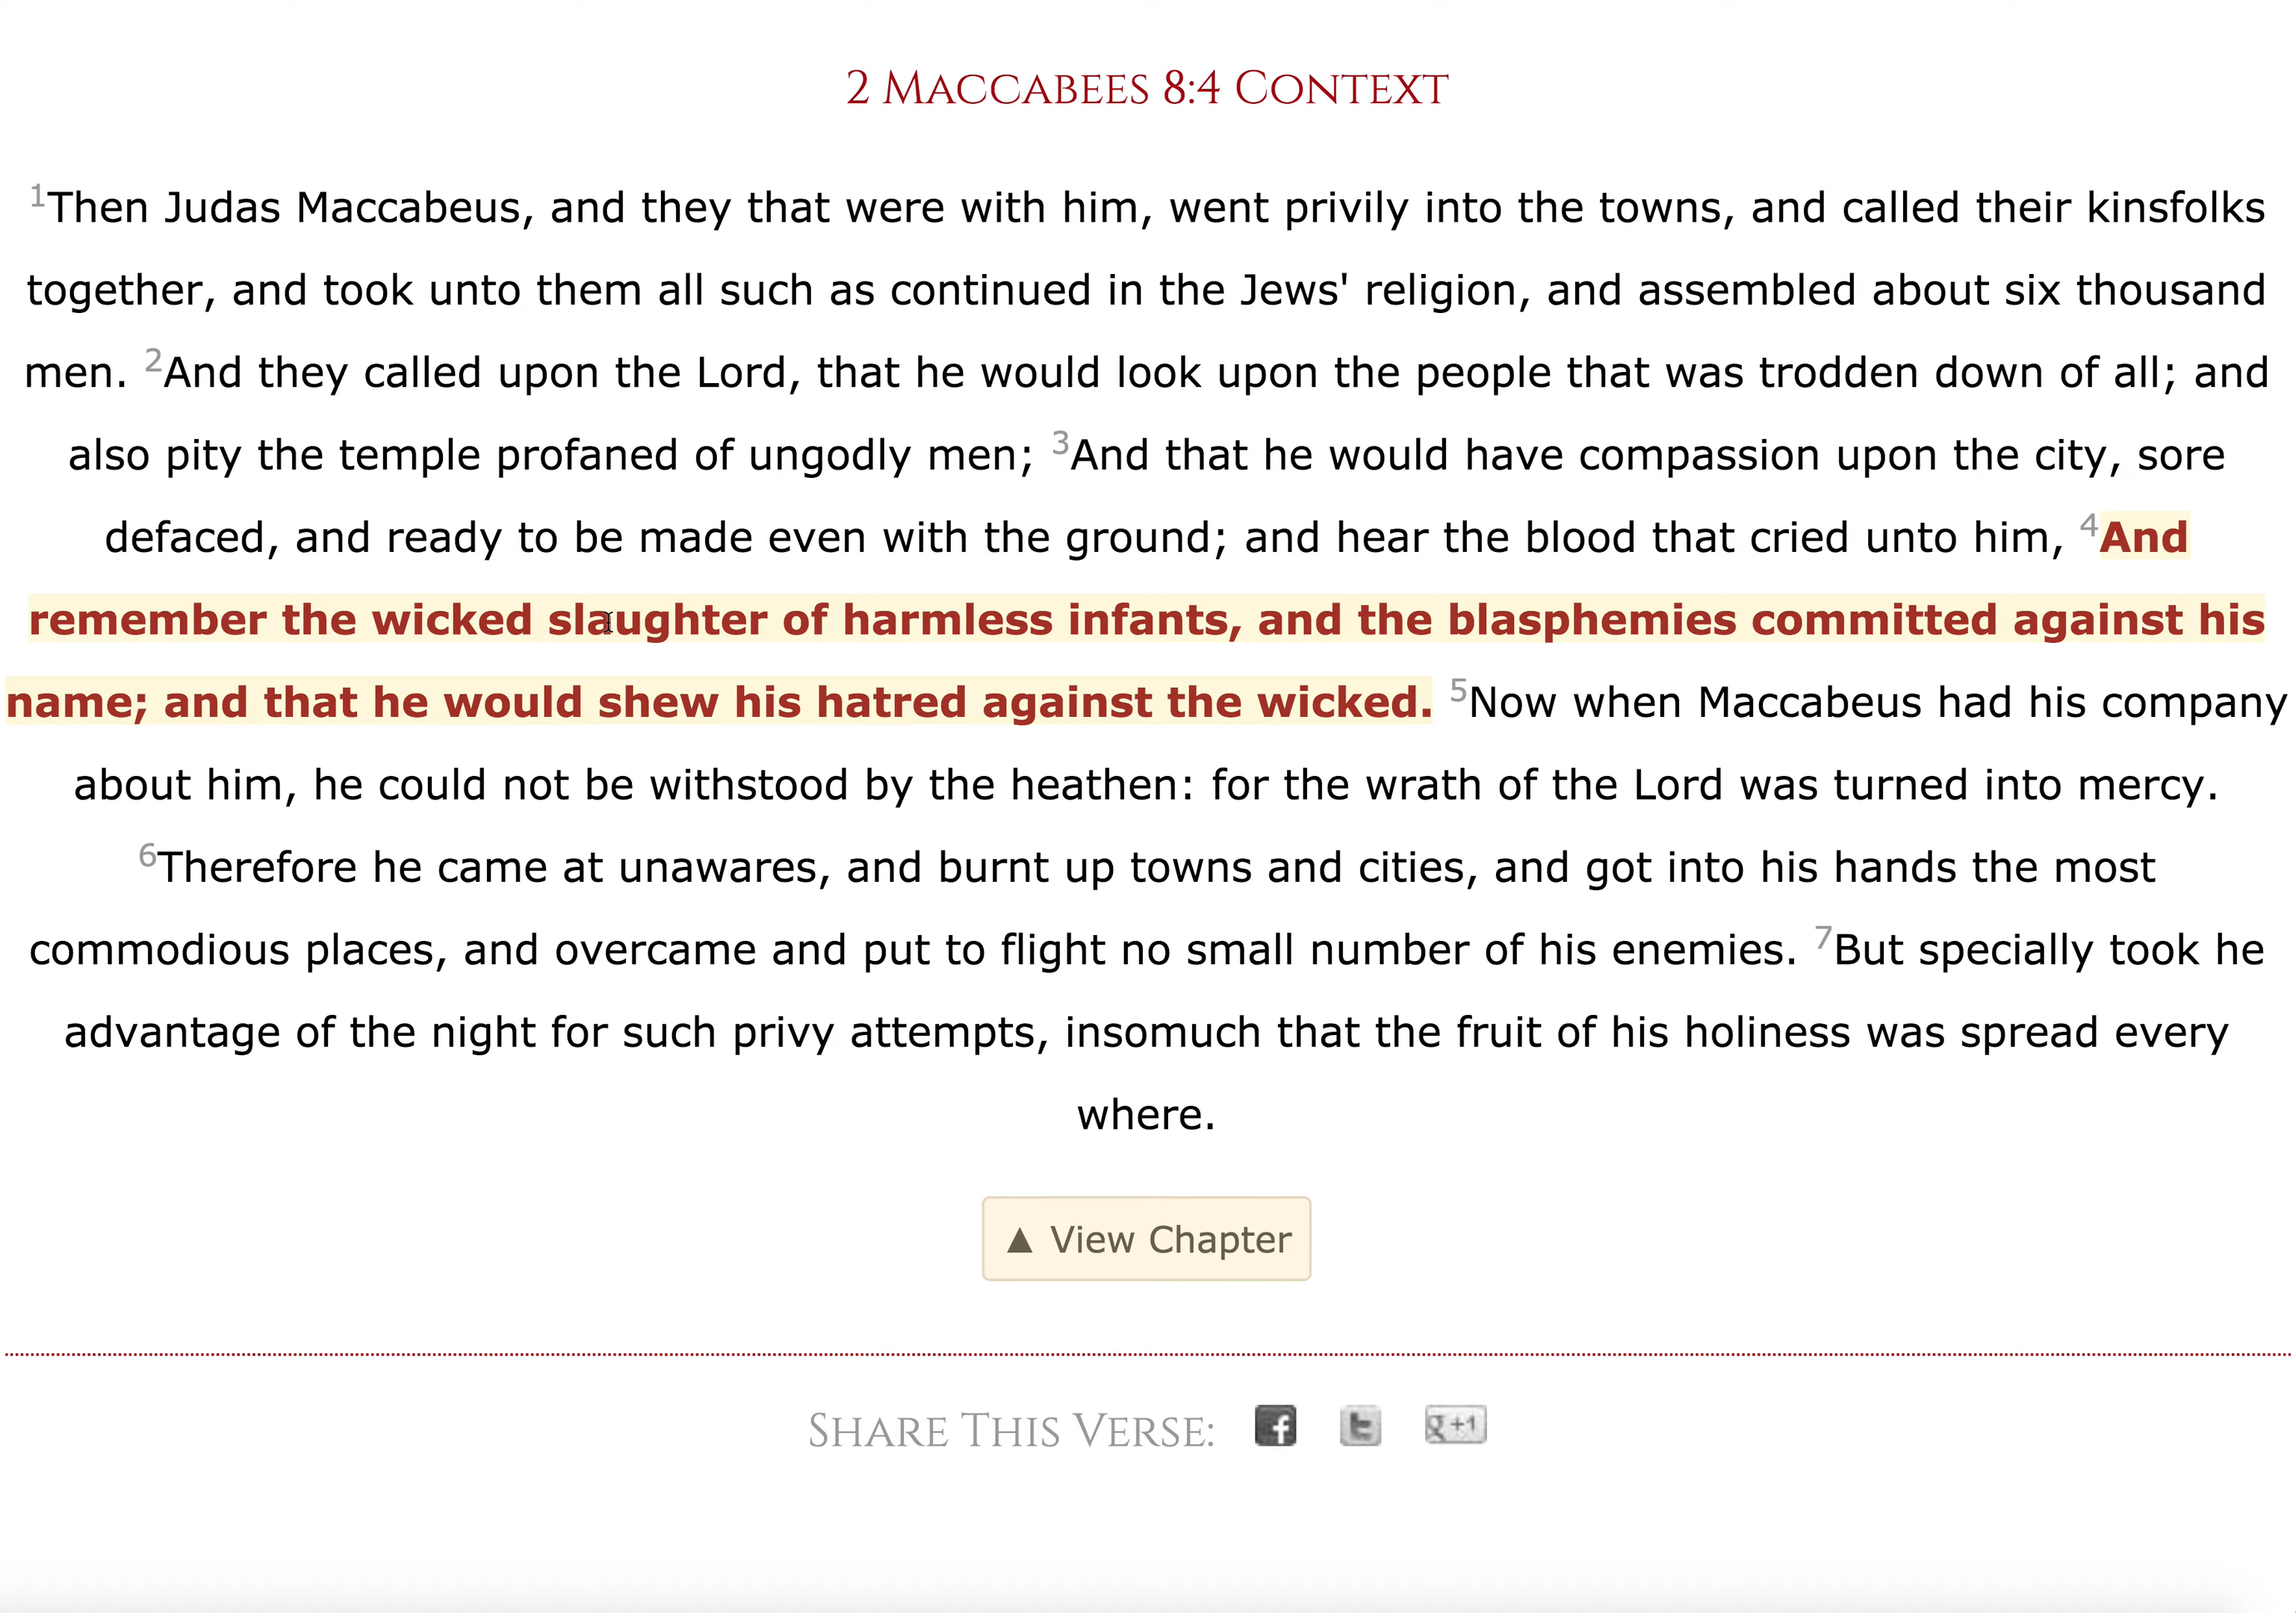 2 Maccabees 8:4 Context
1Then Judas Maccabeus, and they that were with him, went privily into the towns, and called their kinsfolks
together, and took unto them all such as continued in the Jews' religion, and assembled about six thousand
men. 2And they called upon the Lord, that he would look upon the people that was trodden down of all; and
also pity the temple profaned of ungodly men; 3And that he would have compassion upon the city, sore
defaced, and ready to be made even with the ground; and hear the blood that cried unto him, 4And
remember the wicked slaughter of harmless infants, and the blasphemies committed against his
name; and that he would shew his hatred against the wicked. 5Now when Maccabeus had his company
about him, he could not be withstood by the heathen: for the wrath of the Lord was turned into mercy.
6Therefore he came at unawares, and burnt up towns and cities, and got into his hands the most
commodious places, and overcame and put to flight no small number of his enemies. 7But specially took he
advantage of the night for such privy attempts, insomuch that the fruit of his holiness was spread every
where.
▲ View Chapter
Share This Verse: f t g+1